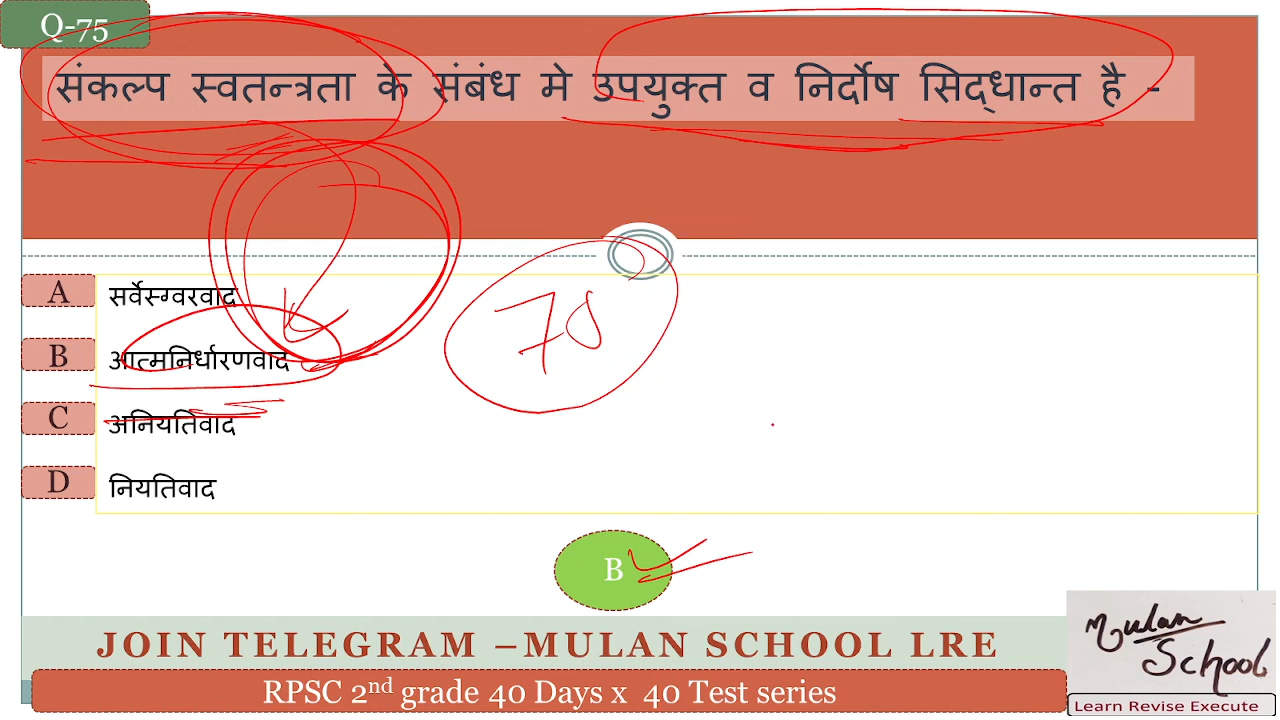 Q-75
संकल्प स्वतन्त्रता के संबंध मे उपयुक्त व निर्दोष सिद्धान्त है -
A सर्वेस्ग्वरवाद
B आत्मनिर्धारणवाद
78
C अनियतिवाद
D नियतिवाद
B
JOIN TELEGRAM –MULAN SCHOOL LRE
Mulan
School
RPSC 2nd grade 40 Days x 40 Test series
Learn Revise Execute